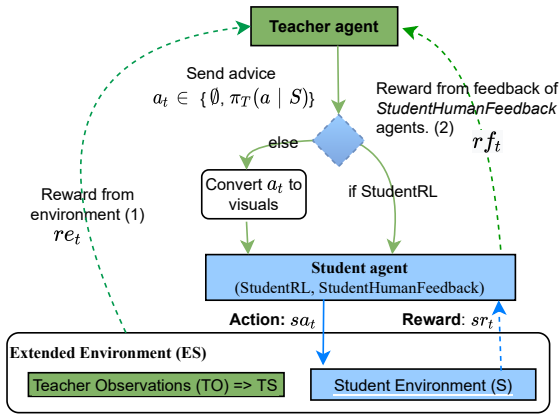 Teacher agent
Send advice
a_t ∈ {∅, π_T(a | S)}
Reward from feedback of
StudentHumanFeedback
agents. (2)
rf_t
else
Convert a_t to
visuals
if StudentRL
Reward from
environment (1)
re_t
Student agent
(StudentRL, StudentHumanFeedback)
Action: sa_t
Reward: sr_t
Extended Environment (ES)
Teacher Observations (TO) => TS
Student Environment (S)